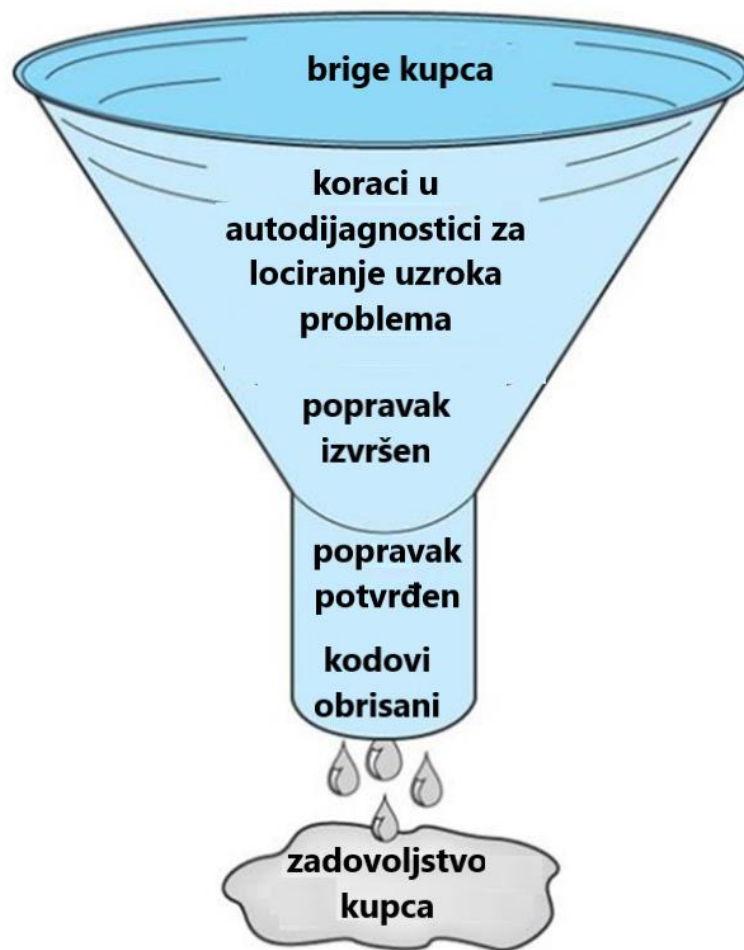 brige kupca
koraci u
autodijagnostici za
lociranje uzroka
problema
popravak
izvršen
popravak
potvrđen
kodovi
obrisani
zadovoljstvo
kupca